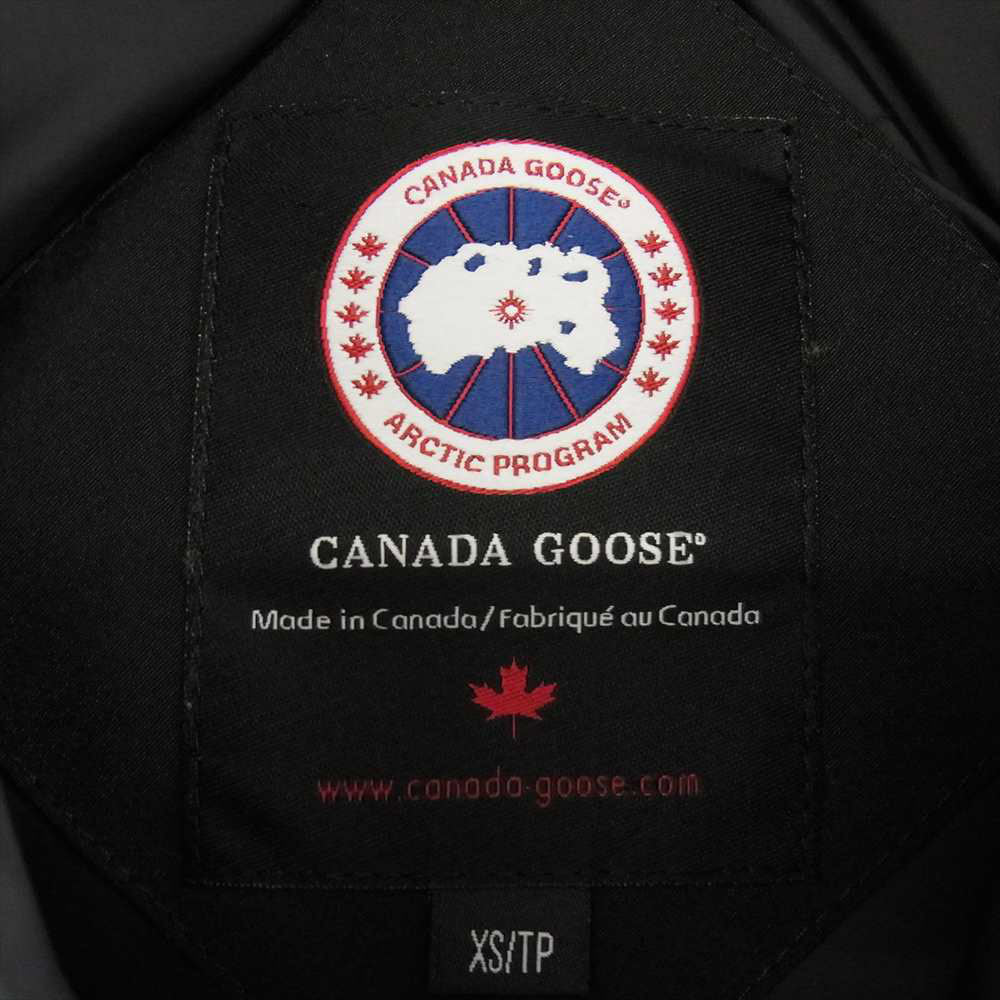 CANADA GOOSE®
ARCTIC PROGRAM
CANADA GOOSE®
Made in Canada/Fabriqué au Canada
www.canada-goose.com
XS/TP